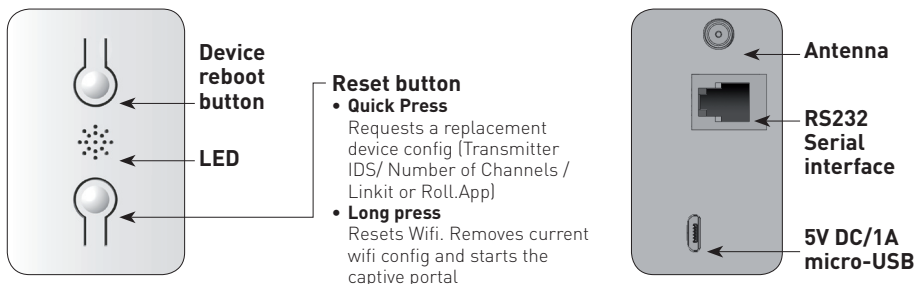 Device
reboot
button
LED
Reset button
• Quick Press
Requests a replacement
device config (Transmitter
IDS/ Number of Channels /
Linkit or Roll.App)
• Long press
Resets Wifi. Removes current
wifi config and starts the
captive portal
Antenna
RS232
Serial
interface
5V DC/1A
micro-USB